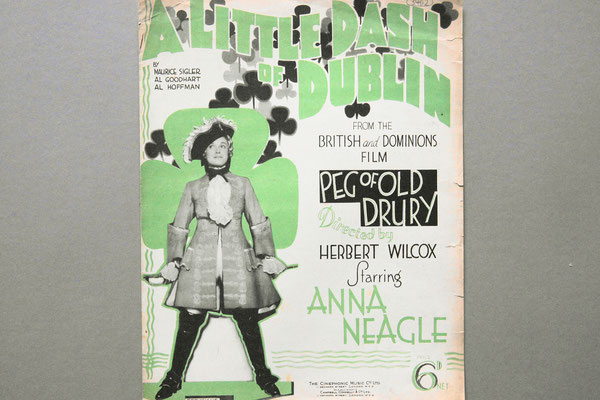 A LITTLE DASH
OF DUBLIN
BY
MAURICE SIGLER
AL GOODHART
AL HOFFMAN
FROM THE
BRITISH and DOMINIONS
FILM
PEG OF OLD
DRURY
Directed by
HERBERT WILCOX
Starring
ANNA
NEAGLE
6D
NET
THE CINEPHONIC MUSIC CO LTD